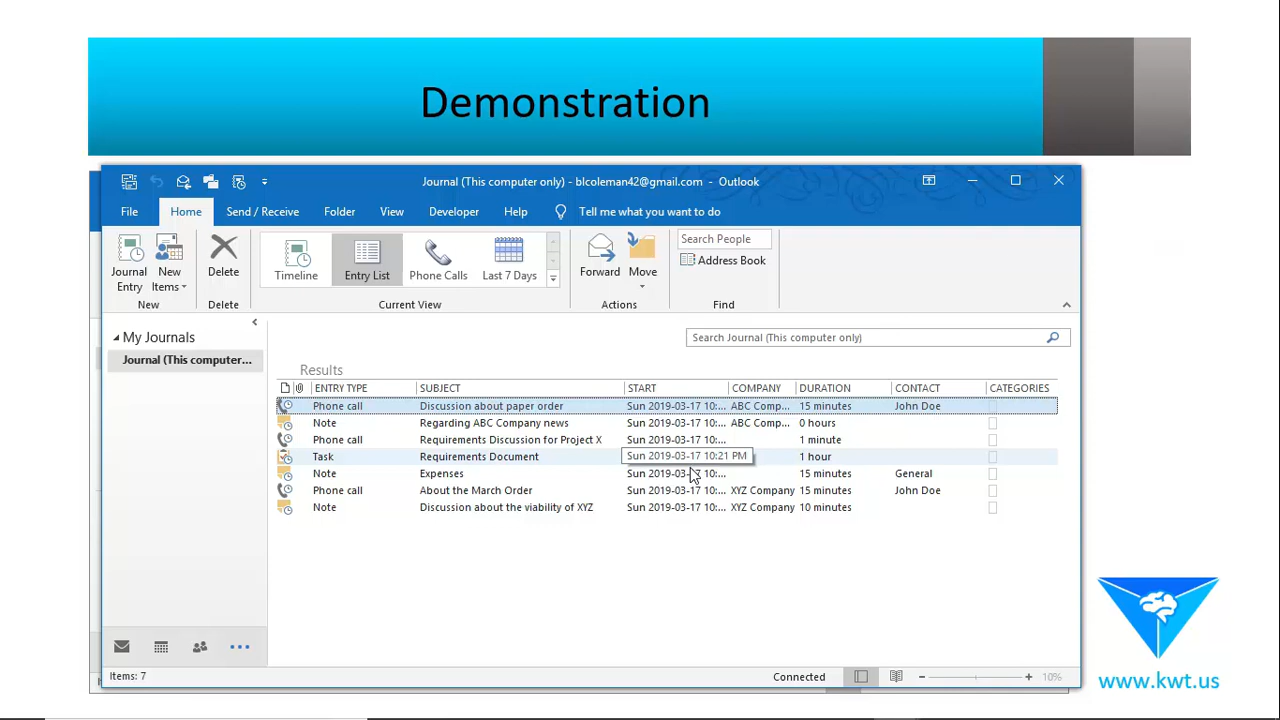 Demonstration
Journal (This computer only) - blcoleman42@gmail.com - Outlook
File Home Send / Receive Folder View Developer Help Tell me what you want to do
Journal Entry
New Items
New
Delete
Delete
Timeline
Entry List
Phone Calls
Last 7 Days
Current View
Forward
Move
Actions
Search People
Address Book
Find
My Journals
Journal (This computer...
Search Journal (This computer only)
Results
ENTRY TYPE SUBJECT START COMPANY DURATION CONTACT CATEGORIES
Phone call Discussion about paper order Sun 2019-03-17 10:... ABC Comp... 15 minutes John Doe
Note Regarding ABC Company news Sun 2019-03-17 10:... ABC Comp... 0 hours
Phone call Requirements Discussion for Project X Sun 2019-03-17 10:... 1 minute
Task Requirements Document Sun 2019-03-17 10:21 PM 1 hour
Note Expenses Sun 2019-03-17 10:... 15 minutes General
Phone call About the March Order Sun 2019-03-17 10:... XYZ Company 15 minutes John Doe
Note Discussion about the viability of XYZ Sun 2019-03-17 10:... XYZ Company 10 minutes
Items: 7
Connected
10%
www.kwt.us